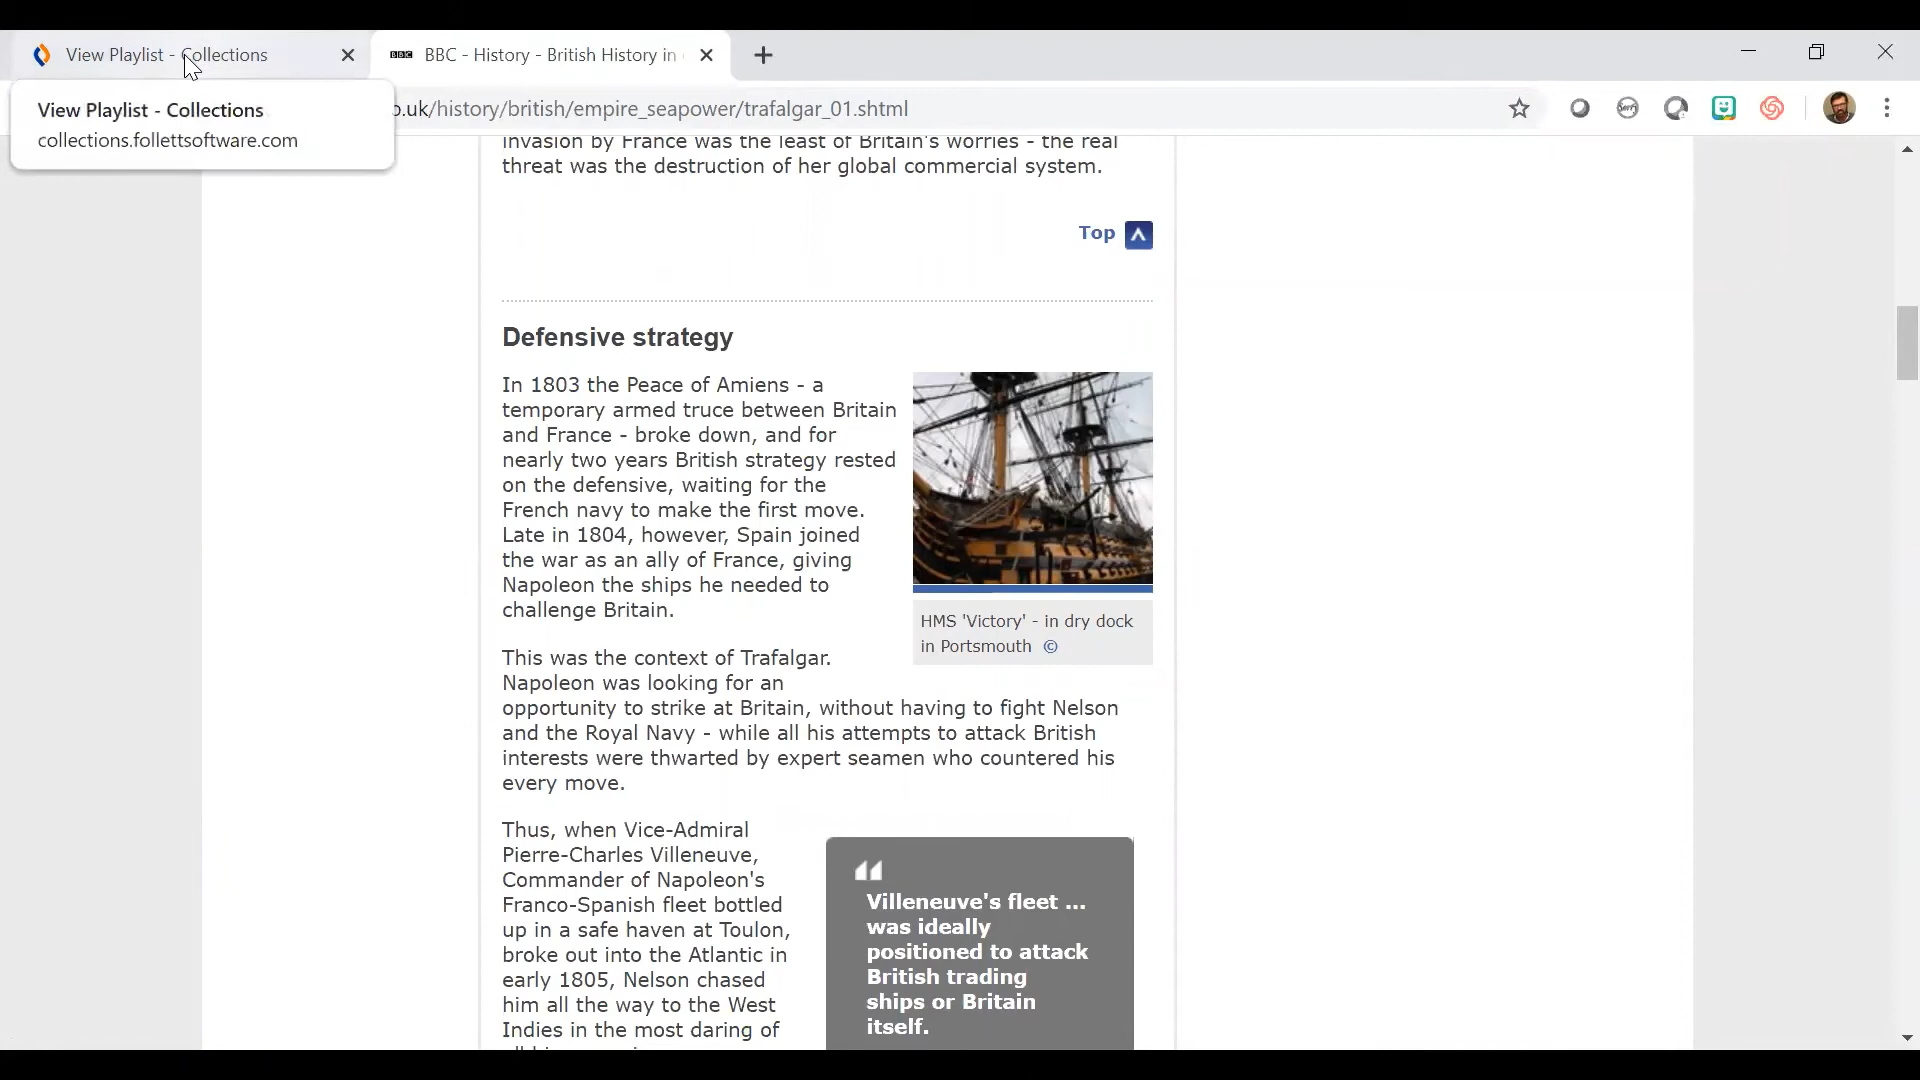 View Playlist - Collections
BBC
BBC - History - British History in
View Playlist - Collections
collections.follettsoftware.com
o.uk/history/british/empire_seapower/trafalgar_01.shtml
invasion by France was the least of Britain's worries - the real
threat was the destruction of her global commercial system.
Top
Defensive strategy
In 1803 the Peace of Amiens - a
temporary armed truce between Britain
and France - broke down, and for
nearly two years British strategy rested
on the defensive, waiting for the
French navy to make the first move.
Late in 1804, however, Spain joined
the war as an ally of France, giving
Napoleon the ships he needed to
challenge Britain.
HMS 'Victory' - in dry dock
in Portsmouth ©
This was the context of Trafalgar.
Napoleon was looking for an
opportunity to strike at Britain, without having to fight Nelson
and the Royal Navy - while all his attempts to attack British
interests were thwarted by expert seamen who countered his
every move.
Thus, when Vice-Admiral
Pierre-Charles Villeneuve,
Commander of Napoleon's
Franco-Spanish fleet bottled
up in a safe haven at Toulon,
broke out into the Atlantic in
early 1805, Nelson chased
him all the way to the West
Indies in the most daring of
Villeneuve's fleet ...
was ideally
positioned to attack
British trading
ships or Britain
itself.